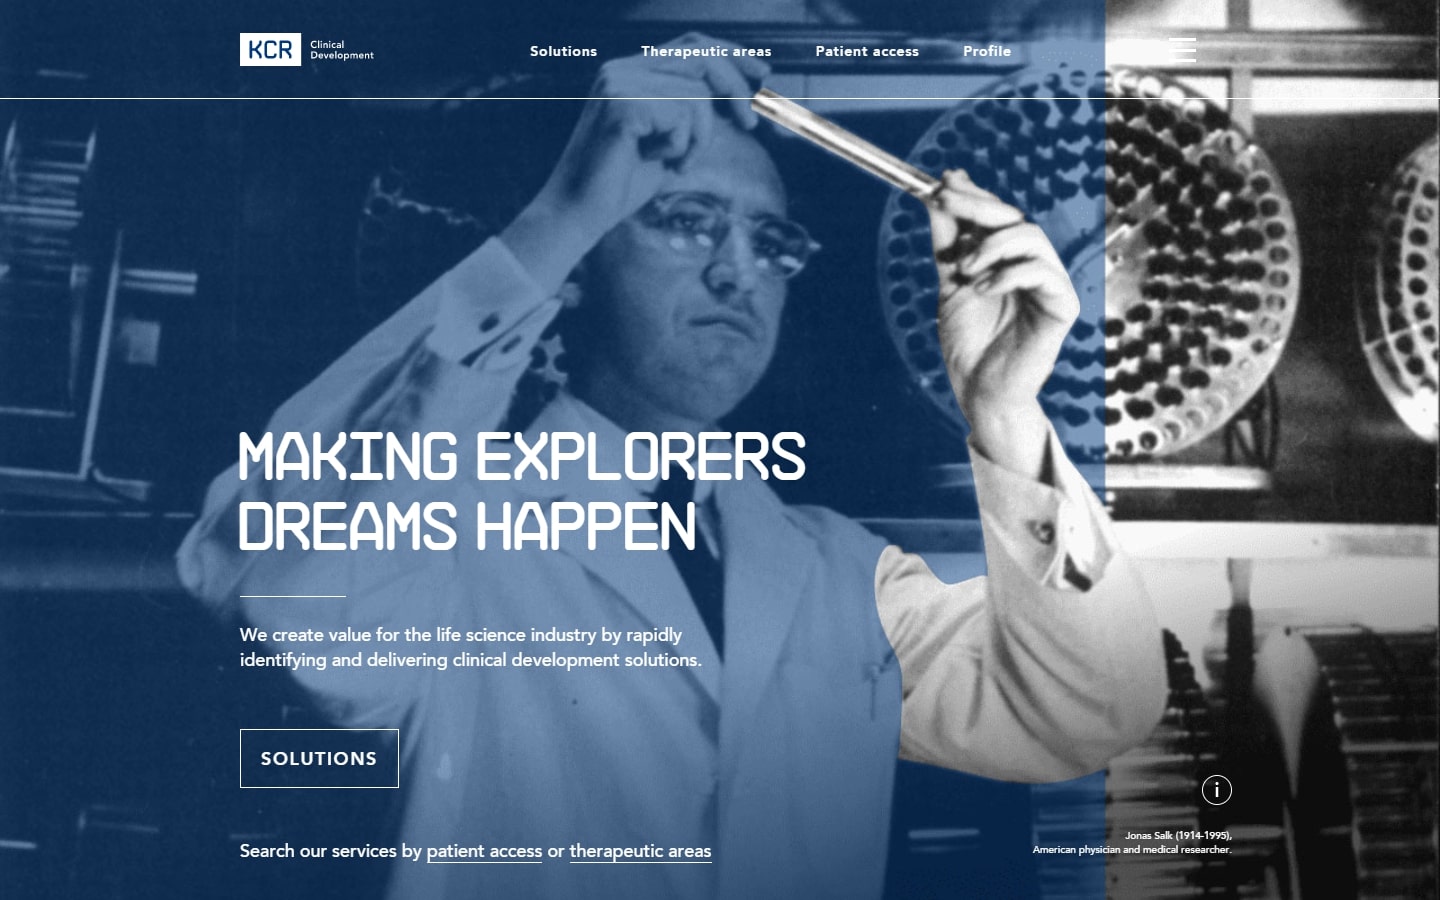 KCR
Clinical
Development
Solutions
Therapeutic areas
Patient access
Profile
MAKING EXPLORERS
DREAMS HAPPEN
We create value for the life science industry by rapidly
identifying and delivering clinical development solutions.
SOLUTIONS
Search our services by patient access or therapeutic areas
i
Jonas Salk (1914-1995),
American physician and medical researcher.